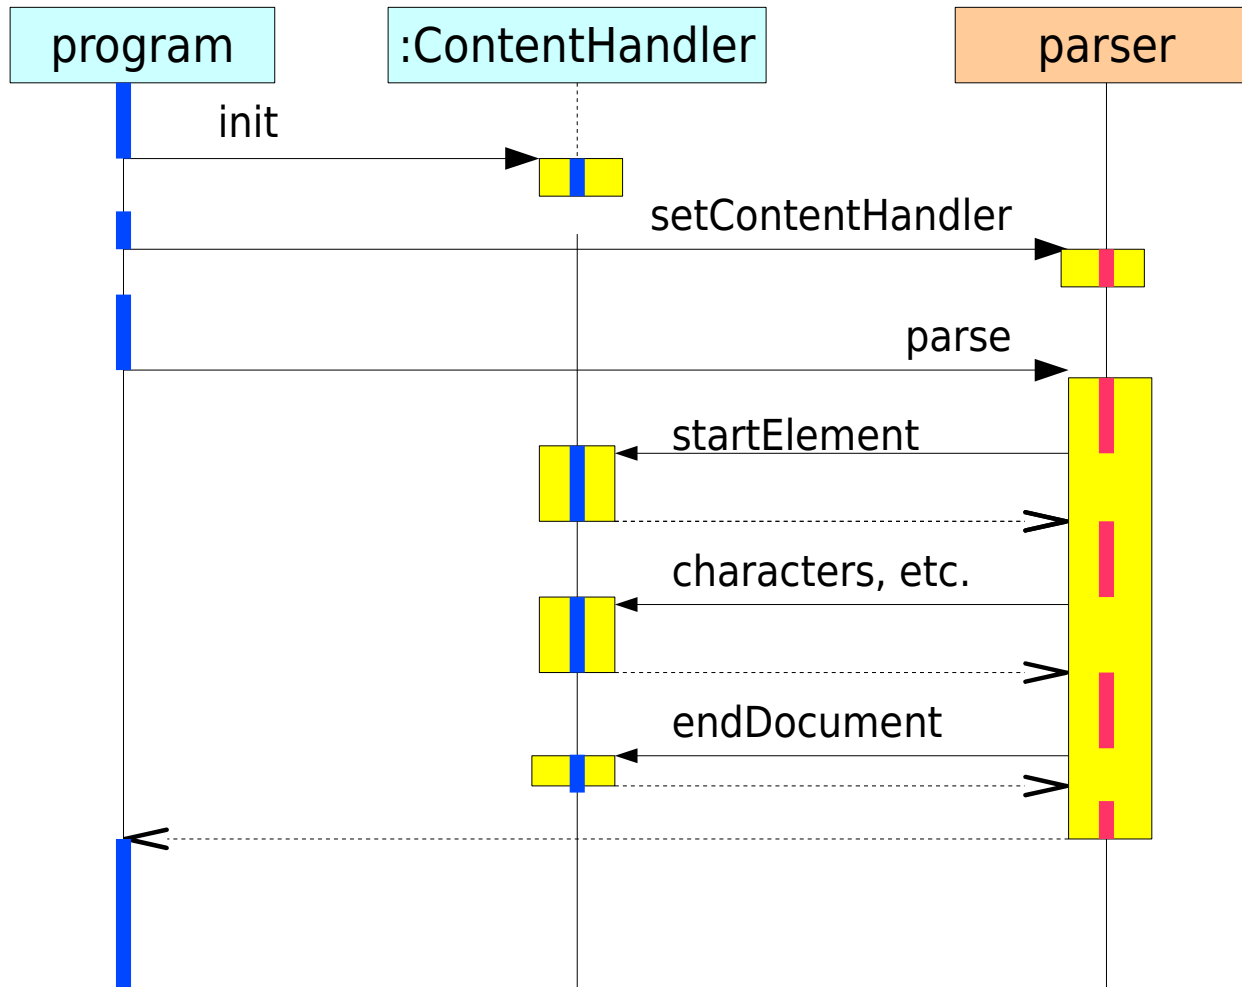 program
:ContentHandler
parser
init
setContentHandler
parse
startElement
characters, etc.
endDocument